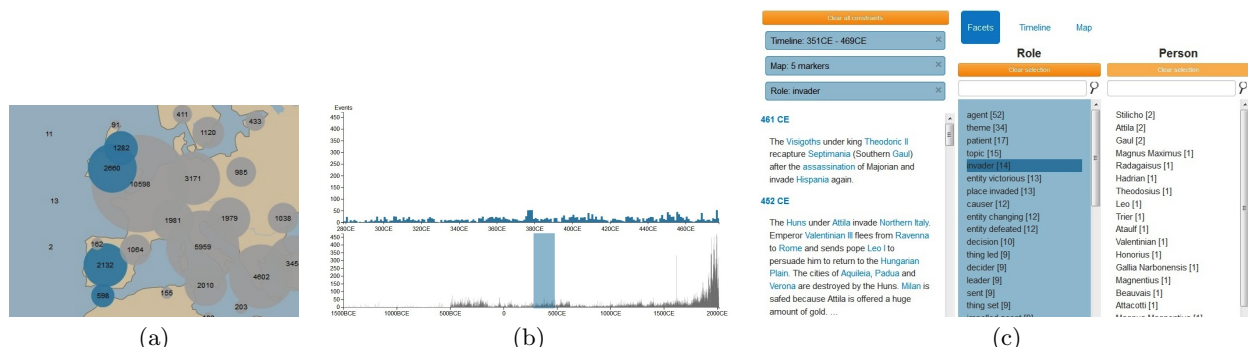 11
91
411
433
1282
1120
2660
10598
3171
985
13
1981
1979
1038
2
162
1064
5959
2132
4602
2010
598
155
203
Events
450
400
350
300
250
200
150
100
50
0
280CE 300CE 320CE 340CE 360CE 380CE 400CE 420CE 440CE 460CE
450
400
350
300
250
200
150
100
50
0
1500BCE 1000BCE 500BCE 0 500CE 1000CE 1500CE 2000CE
Clear all constraints
Timeline: 351CE - 469CE ×
Map: 5 markers ×
Role: invader ×
461 CE
The Visigoths under king Theodoric II
recapture Septimania (Southern Gaul)
after the assassination of Majorian and
invade Hispania again.
452 CE
The Huns under Attila invade Northern Italy.
Emperor Valentinian III flees from Ravenna
to Rome and sends pope Leo I to
persuade him to return to the Hungarian
Plain. The cities of Aquileia, Padua and
Verona are destroyed by the Huns. Milan is
safed because Attila is offered a huge
amount of gold. ...
Facets Timeline Map
Role
Clear selection
agent [52]
theme [34]
patient [17]
topic [15]
invader [14]
entity victorious [13]
place invaded [13]
causer [12]
entity changing [12]
entity defeated [12]
decision [10]
thing led [9]
decider [9]
leader [9]
sent [9]
thing set [9]
Person
Clear selection
Stilicho [2]
Attila [2]
Gaul [2]
Magnus Maximus [1]
Radagaisus [1]
Hadrian [1]
Theodosius [1]
Leo [1]
Trier [1]
Ataulf [1]
Valentinian [1]
Honorius [1]
Gallia Narbonensis [1]
Magnentius [1]
Beauvais [1]
Attacotti [1]
(a)
(b)
(c)